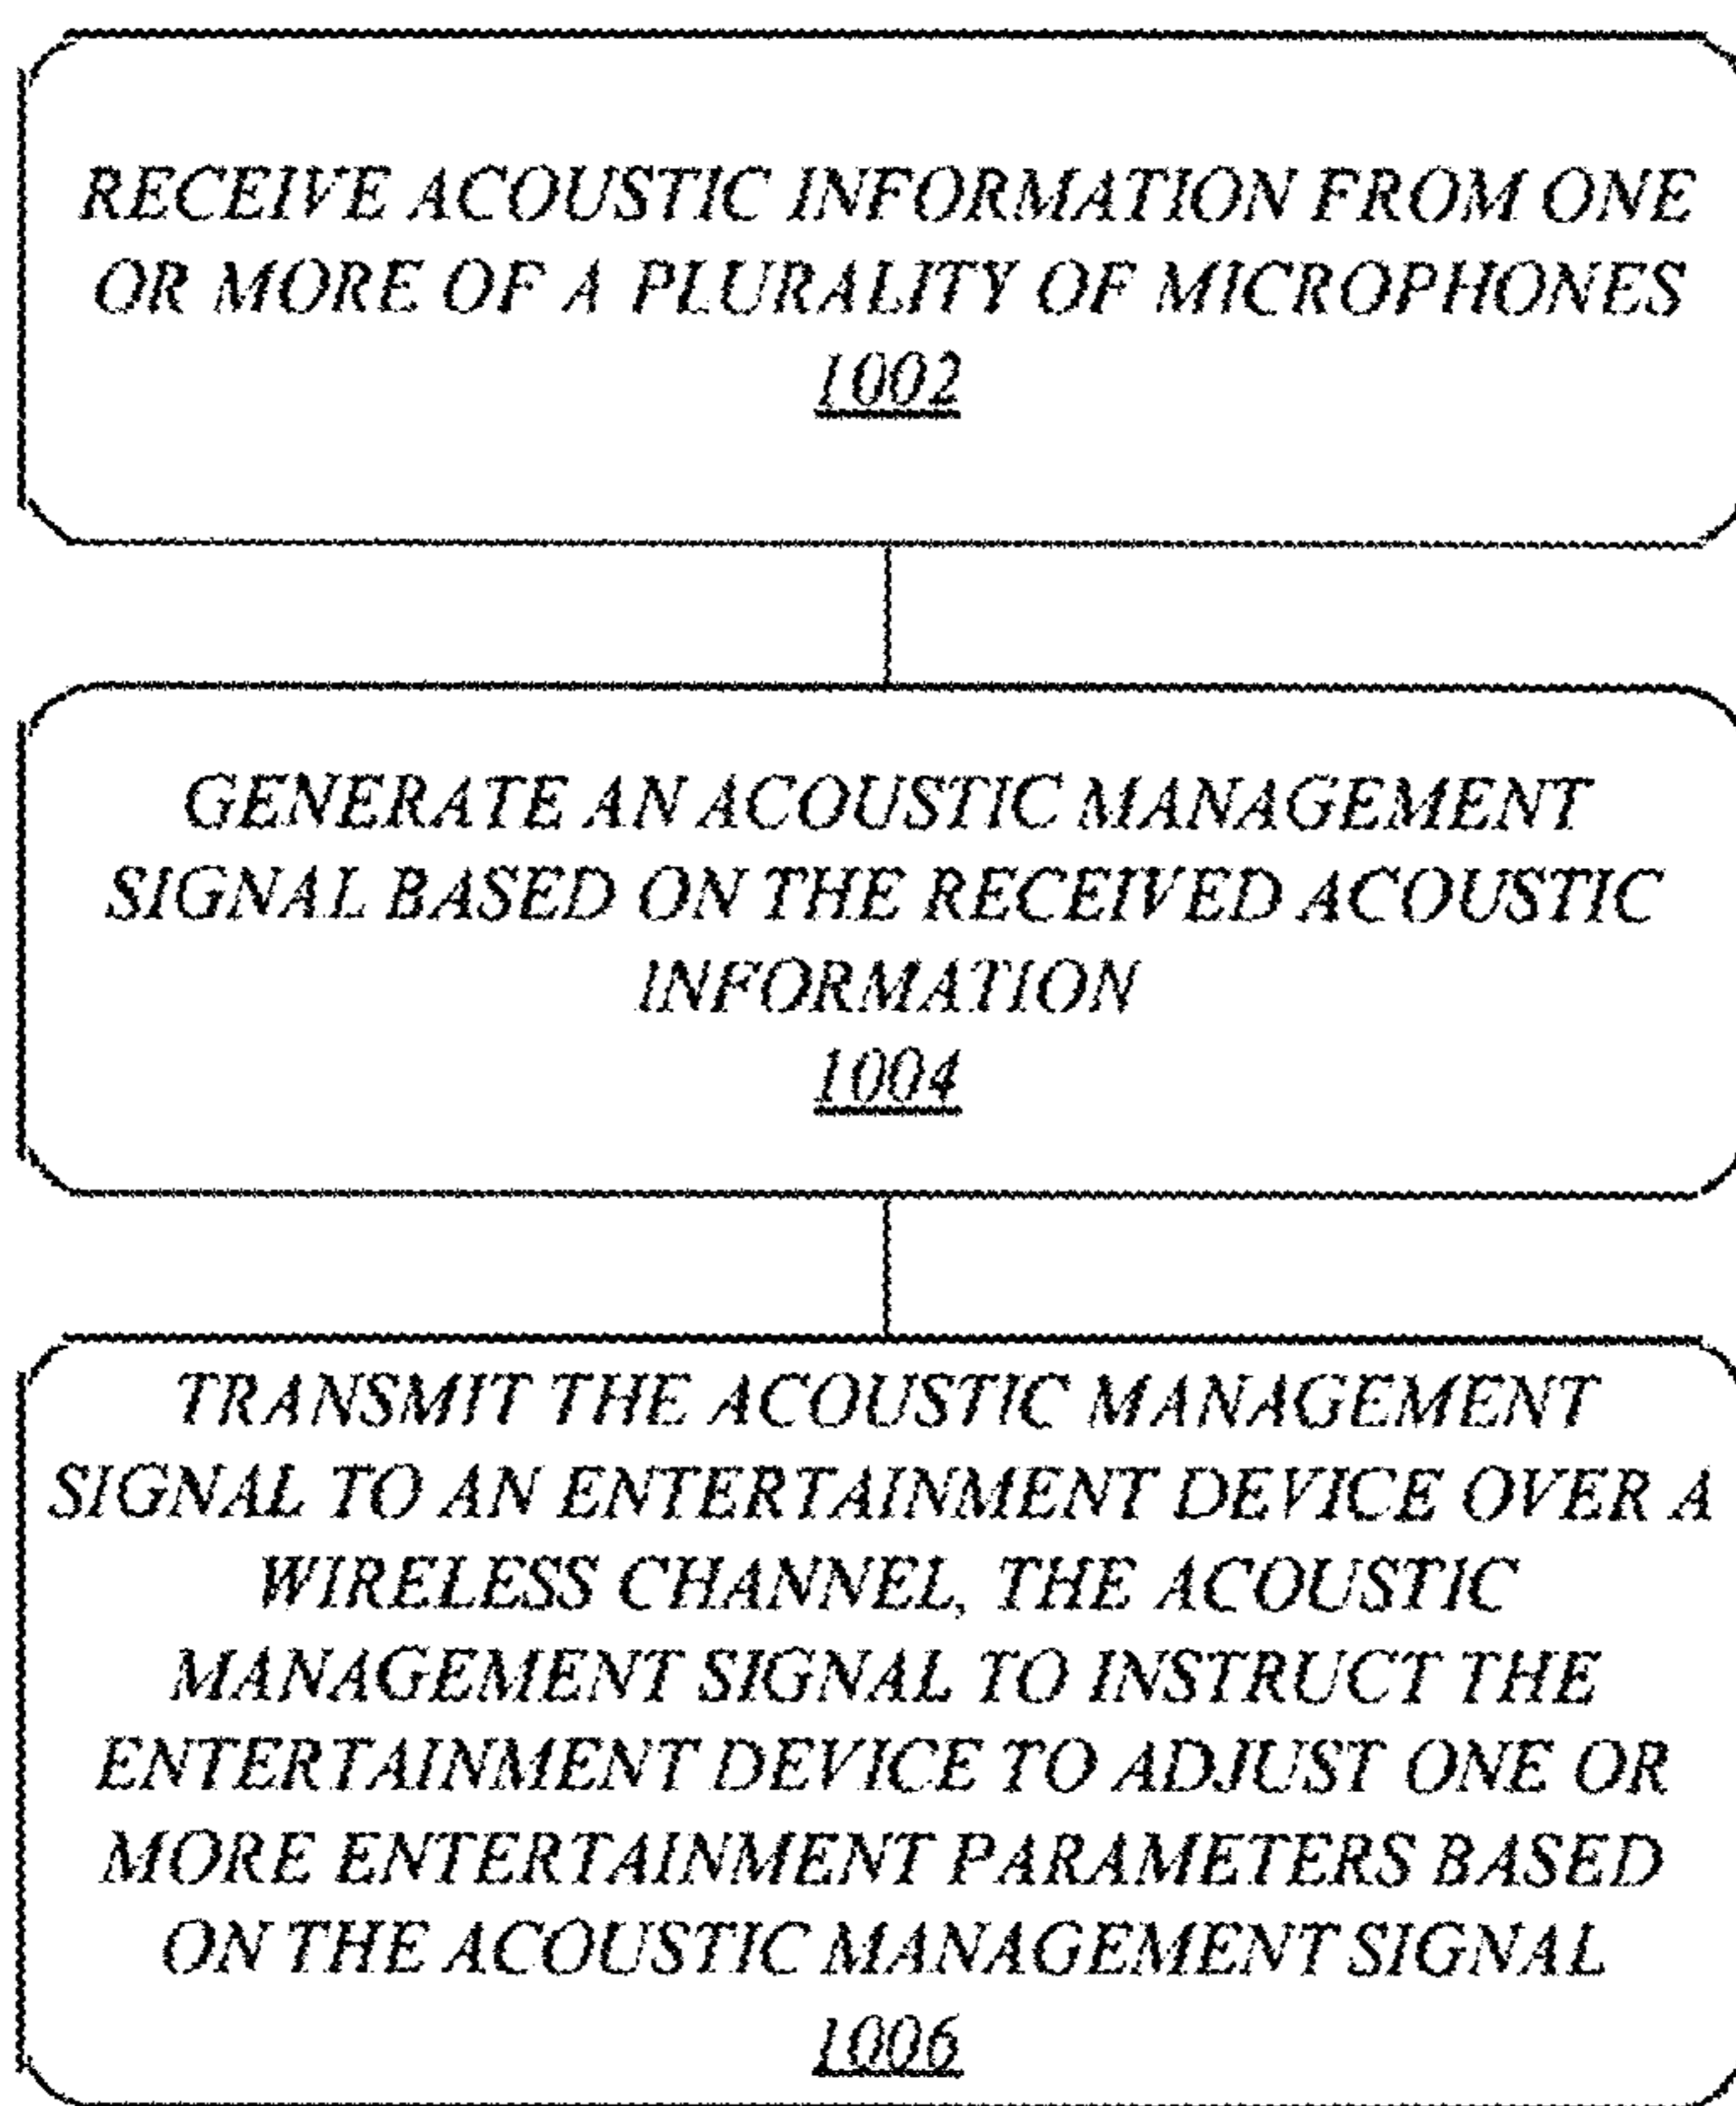 RECEIVE ACOUSTIC INFORMATION FROM ONE
OR MORE OF A PLURALITY OF MICROPHONES
1002
GENERATE AN ACOUSTIC MANAGEMENT
SIGNAL BASED ON THE RECEIVED ACOUSTIC
INFORMATION
1004
TRANSMIT THE ACOUSTIC MANAGEMENT
SIGNAL TO AN ENTERTAINMENT DEVICE OVER A
WIRELESS CHANNEL, THE ACOUSTIC
MANAGEMENT SIGNAL TO INSTRUCT THE
ENTERTAINMENT DEVICE TO ADJUST ONE OR
MORE ENTERTAINMENT PARAMETERS BASED
ON THE ACOUSTIC MANAGEMENT SIGNAL
1006